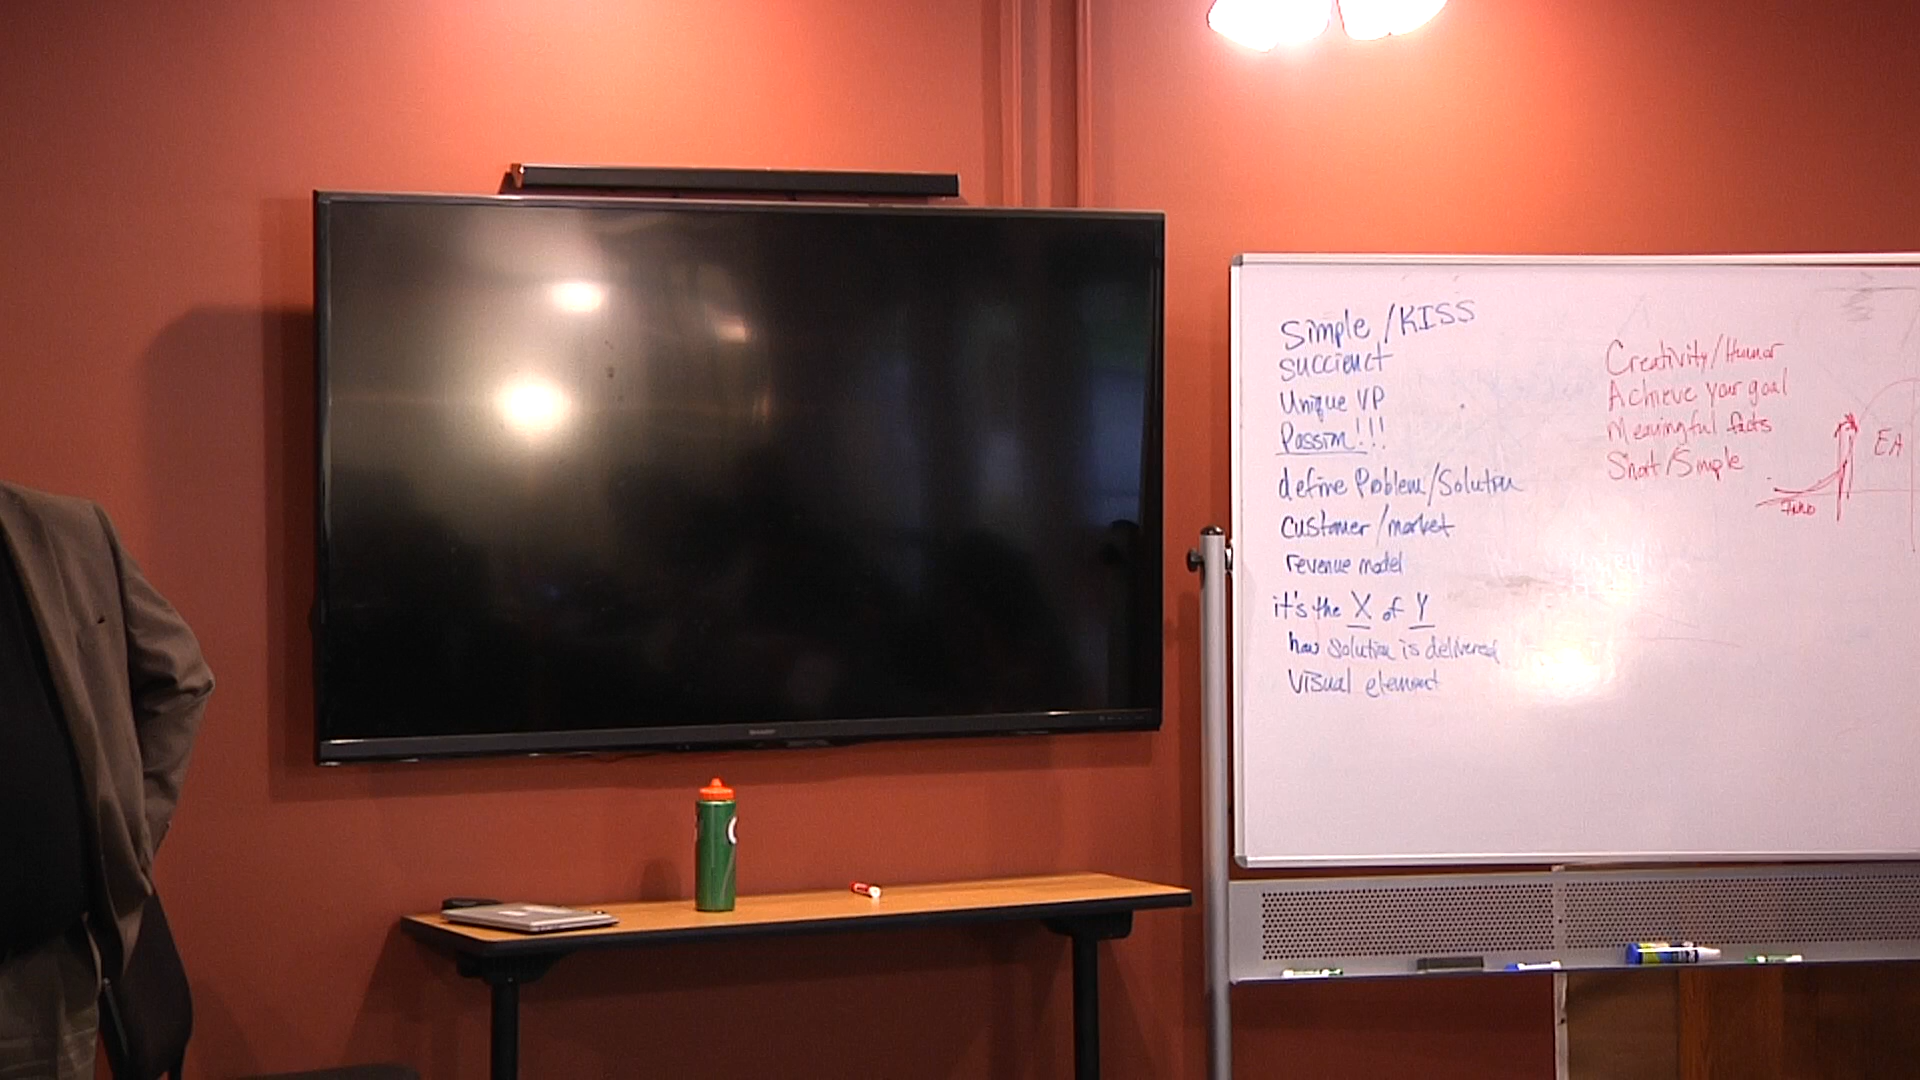 Simple/KISS
succienct
Unique VP
Passion!!!
define Problem/Solution
customer/market
revenue model
it's the X of Y
how solution is delivered
Visual element
Creativity/Humor
Achieve your goal
Meaningful facts
Short/Simple
EA
SHARP